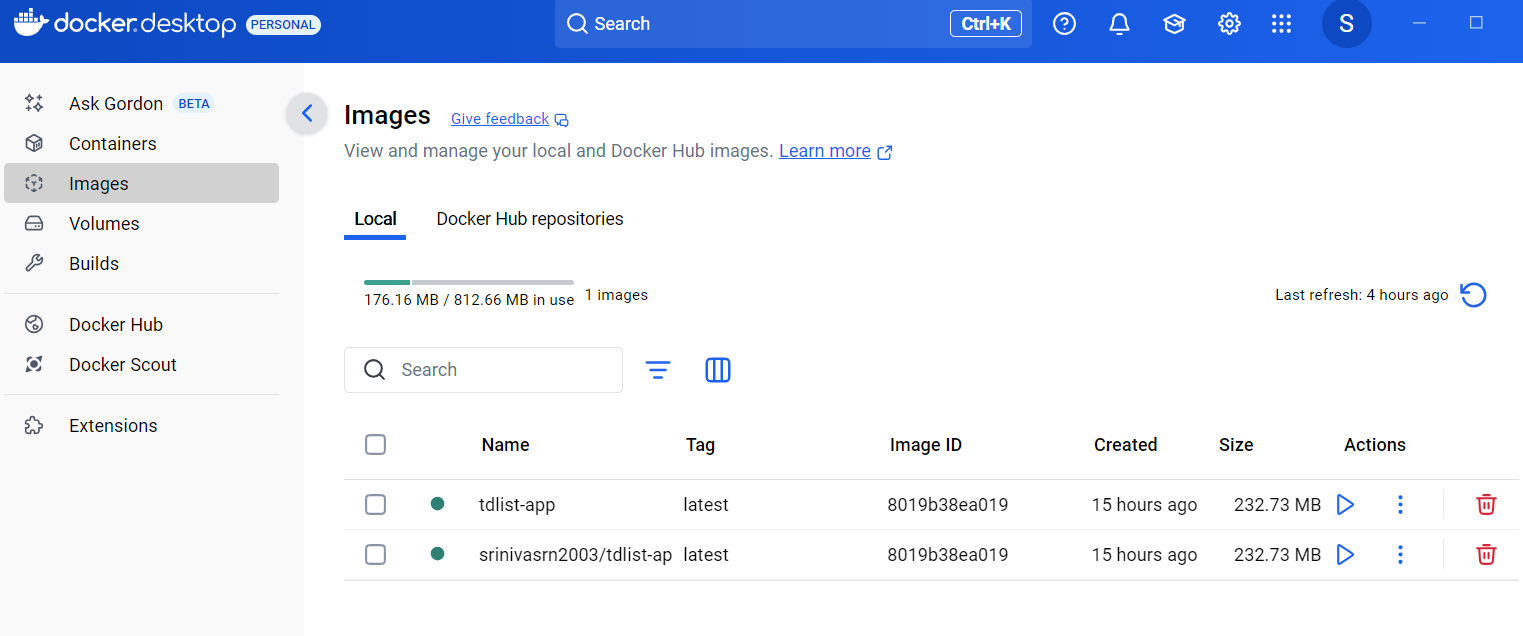 docker.desktop PERSONAL
Search Ctrl+K
S
Ask Gordon BETA
Containers
Images
Volumes
Builds
Docker Hub
Docker Scout
Extensions
Images Give feedback
View and manage your local and Docker Hub images. Learn more
Local Docker Hub repositories
176.16 MB / 812.66 MB in use 1 images
Last refresh: 4 hours ago
Search
Name Tag Image ID Created Size Actions
tdlist-app latest 8019b38ea019 15 hours ago 232.73 MB
srinivasrn2003/tdlist-ap latest 8019b38ea019 15 hours ago 232.73 MB